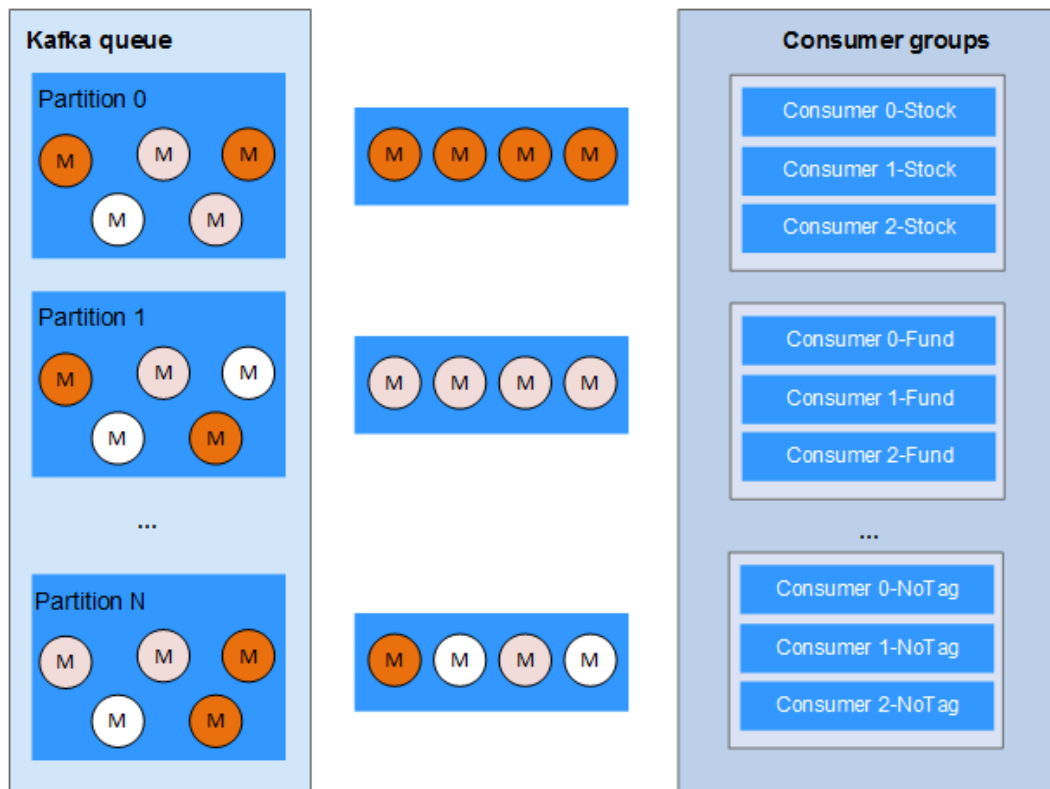 Kafka queue
Partition 0
M M M
M M
Partition 1
M M M
M M
...
Partition N
M M M
M M
M M M M
M M M M
M M M M
Consumer groups
Consumer 0-Stock
Consumer 1-Stock
Consumer 2-Stock
Consumer 0-Fund
Consumer 1-Fund
Consumer 2-Fund
...
Consumer 0-NoTag
Consumer 1-NoTag
Consumer 2-NoTag